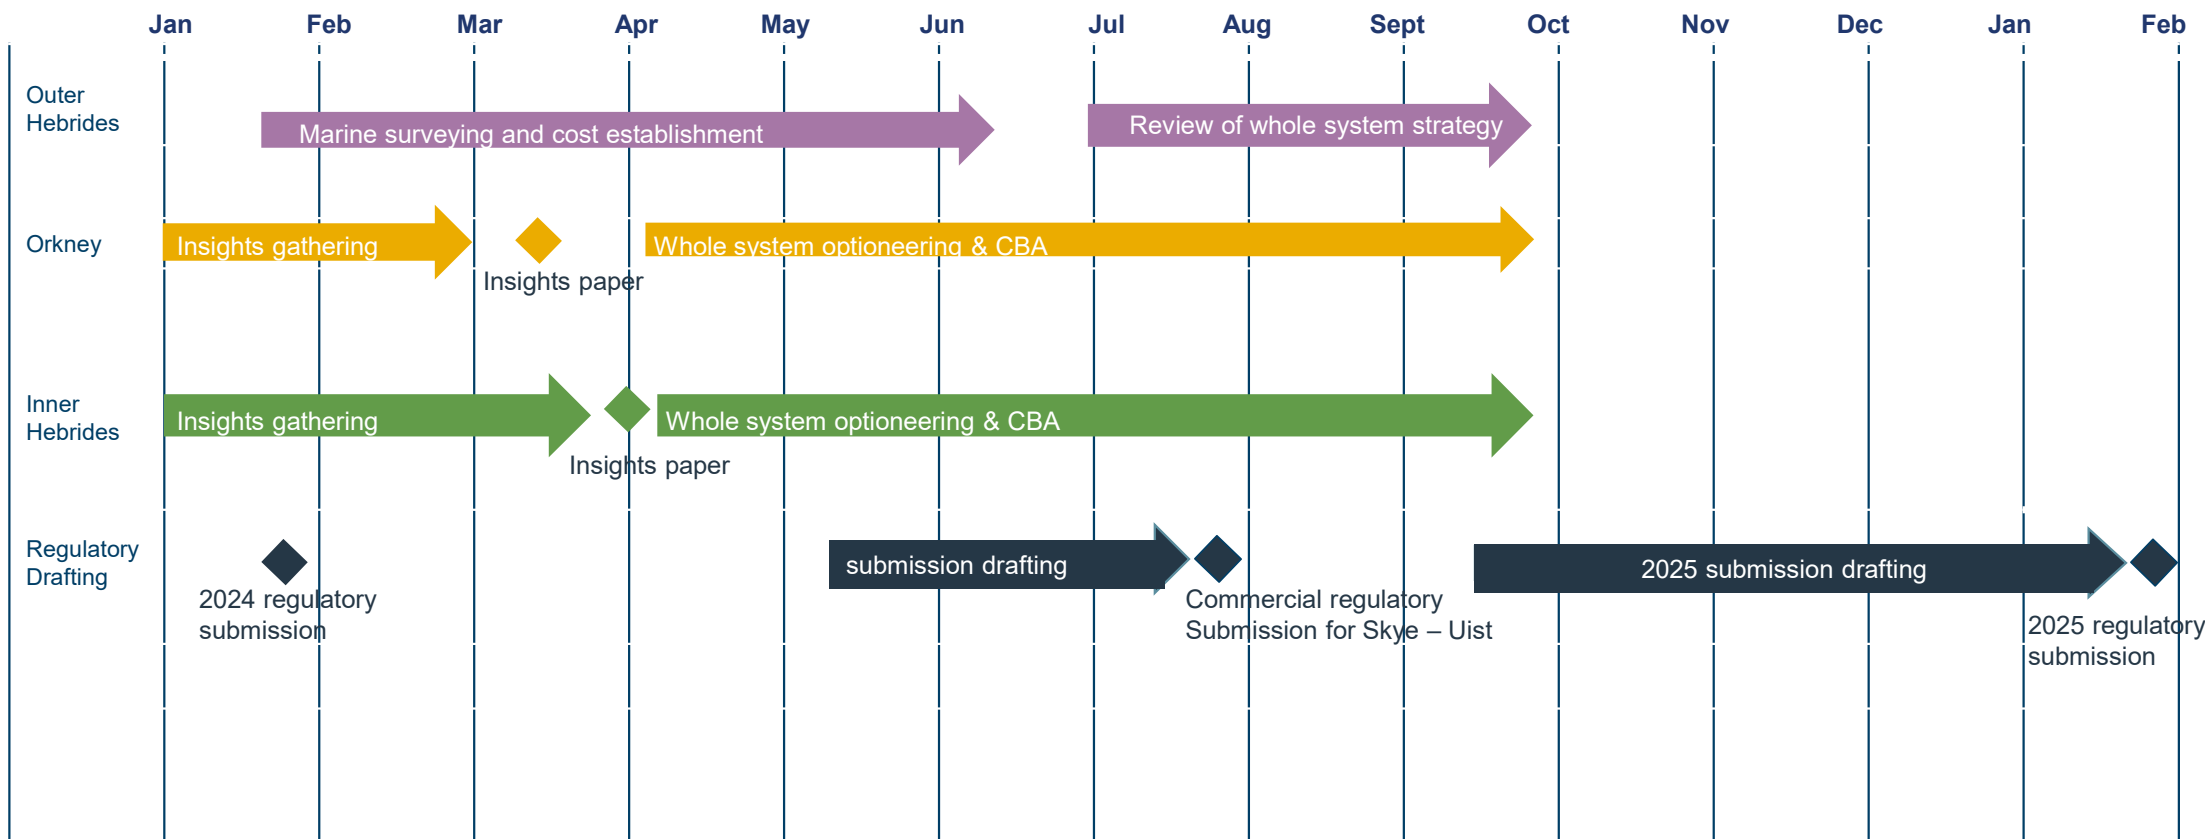 Jan Feb Mar Apr May Jun Jul Aug Sept Oct Nov Dec Jan Feb
Outer
Hebrides
Marine surveying and cost establishment
Review of whole system strategy
Orkney
Insights gathering
Insights paper
Whole system optioneering & CBA
Inner
Hebrides
Insights gathering
Insights paper
Whole system optioneering & CBA
Regulatory
Drafting
2024 regulatory
submission
submission drafting
Commercial regulatory
Submission for Skye – Uist
2025 submission drafting
2025 regulatory
submission